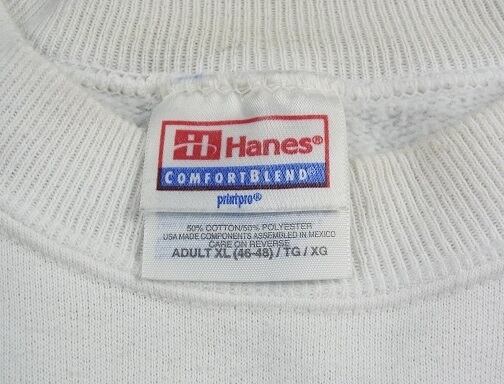 Hanes®
COMFORTBLEND®
printpro®
50% COTTON/50% POLYESTER
USA MADE COMPONENTS ASSEMBLED IN MEXICO
CARE ON REVERSE
ADULT XL (46-48) / TG / XG